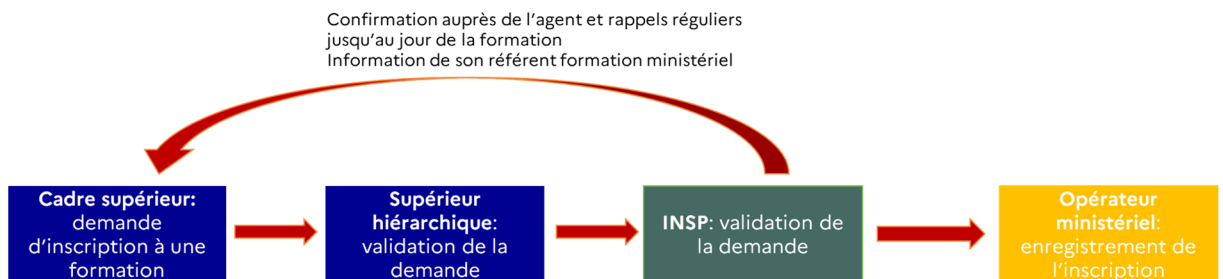 Confirmation auprès de l'agent et rappels réguliers
jusqu'au jour de la formation
Information de son référent formation ministériel
Cadre supérieur:
demande
d'inscription à une
formation
Supérieur
hiérarchique:
validation de la
demande
INSP: validation de
la demande
Opérateur
ministériel:
enregistrement de
l'inscription